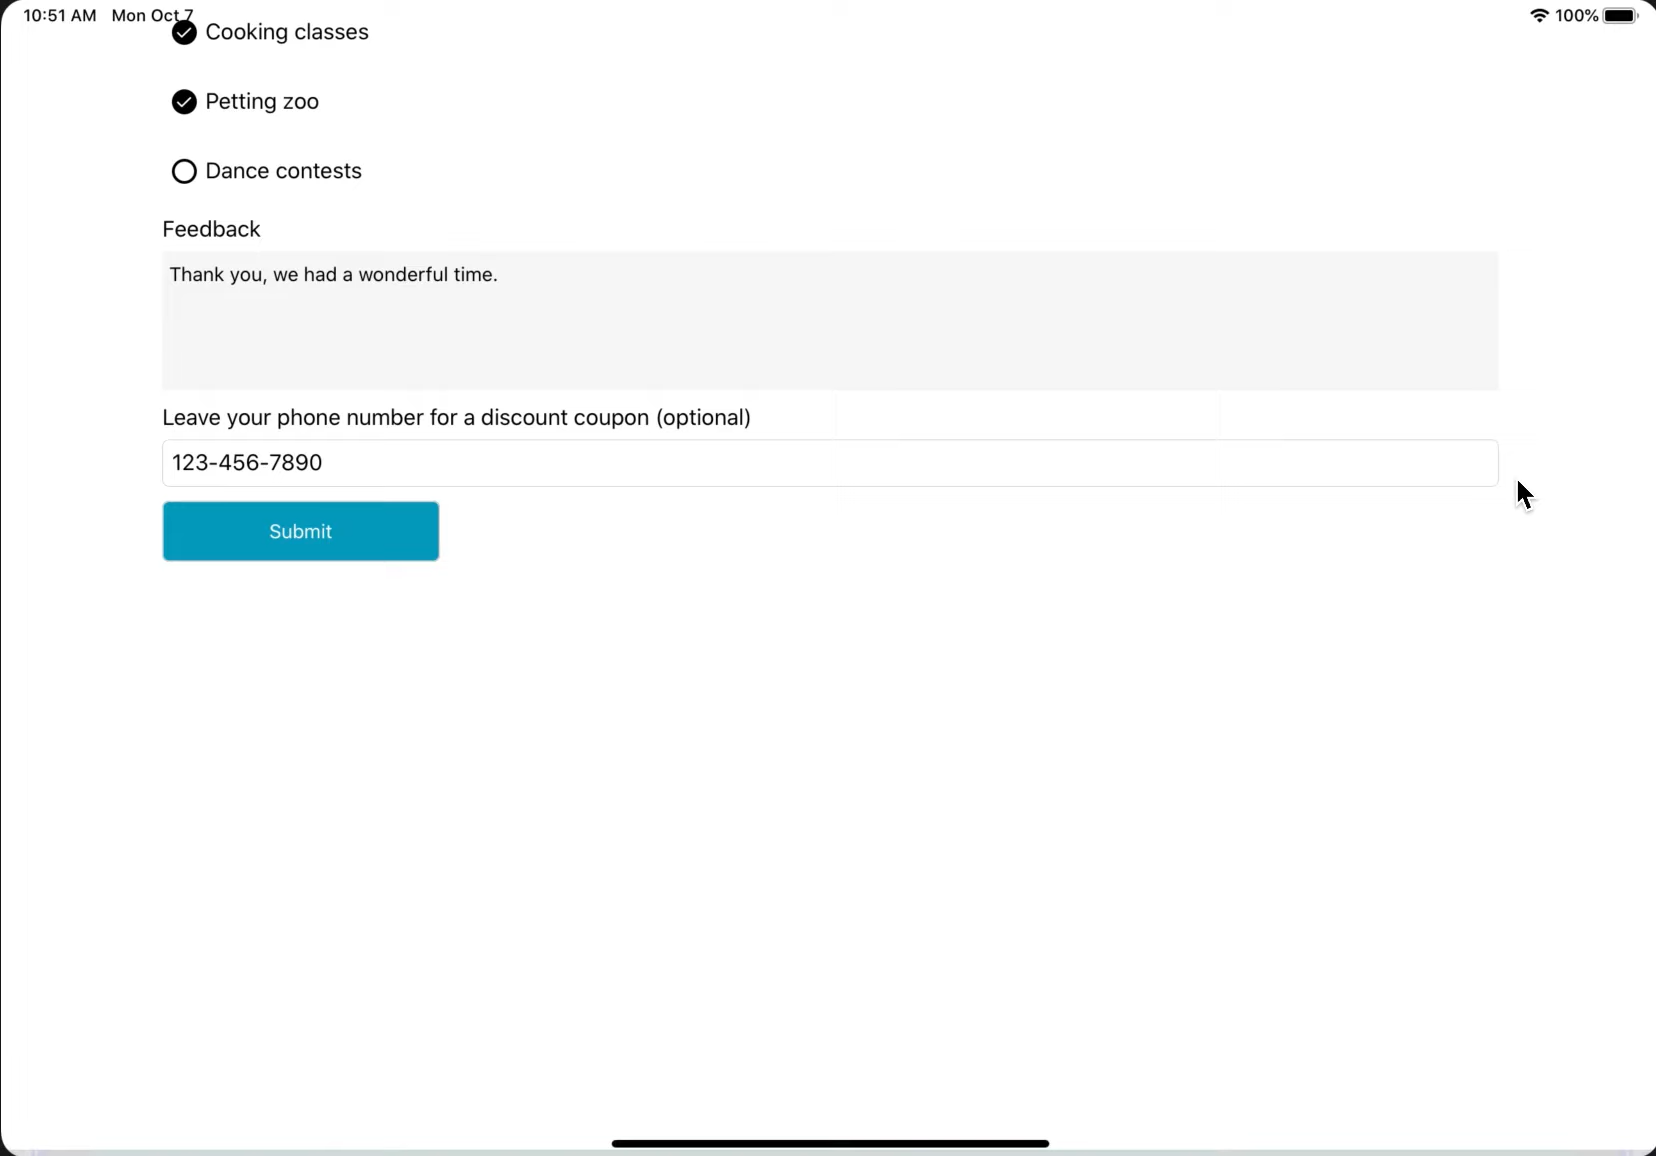 10:51 AM Mon Oct 7
100%
Cooking classes
Petting zoo
Dance contests
Feedback
Thank you, we had a wonderful time.
Leave your phone number for a discount coupon (optional)
123-456-7890
Submit